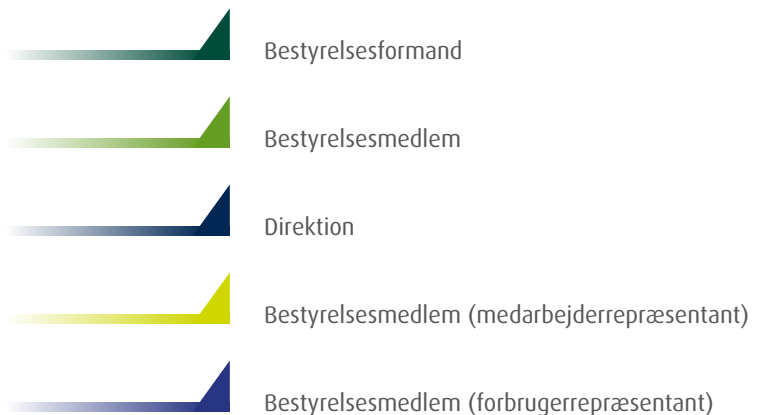 Bestyrelsesformand
Bestyrelsesmedlem
Direktion
Bestyrelsesmedlem (medarbejderrepræsentant)
Bestyrelsesmedlem (forbrugerrepræsentant)